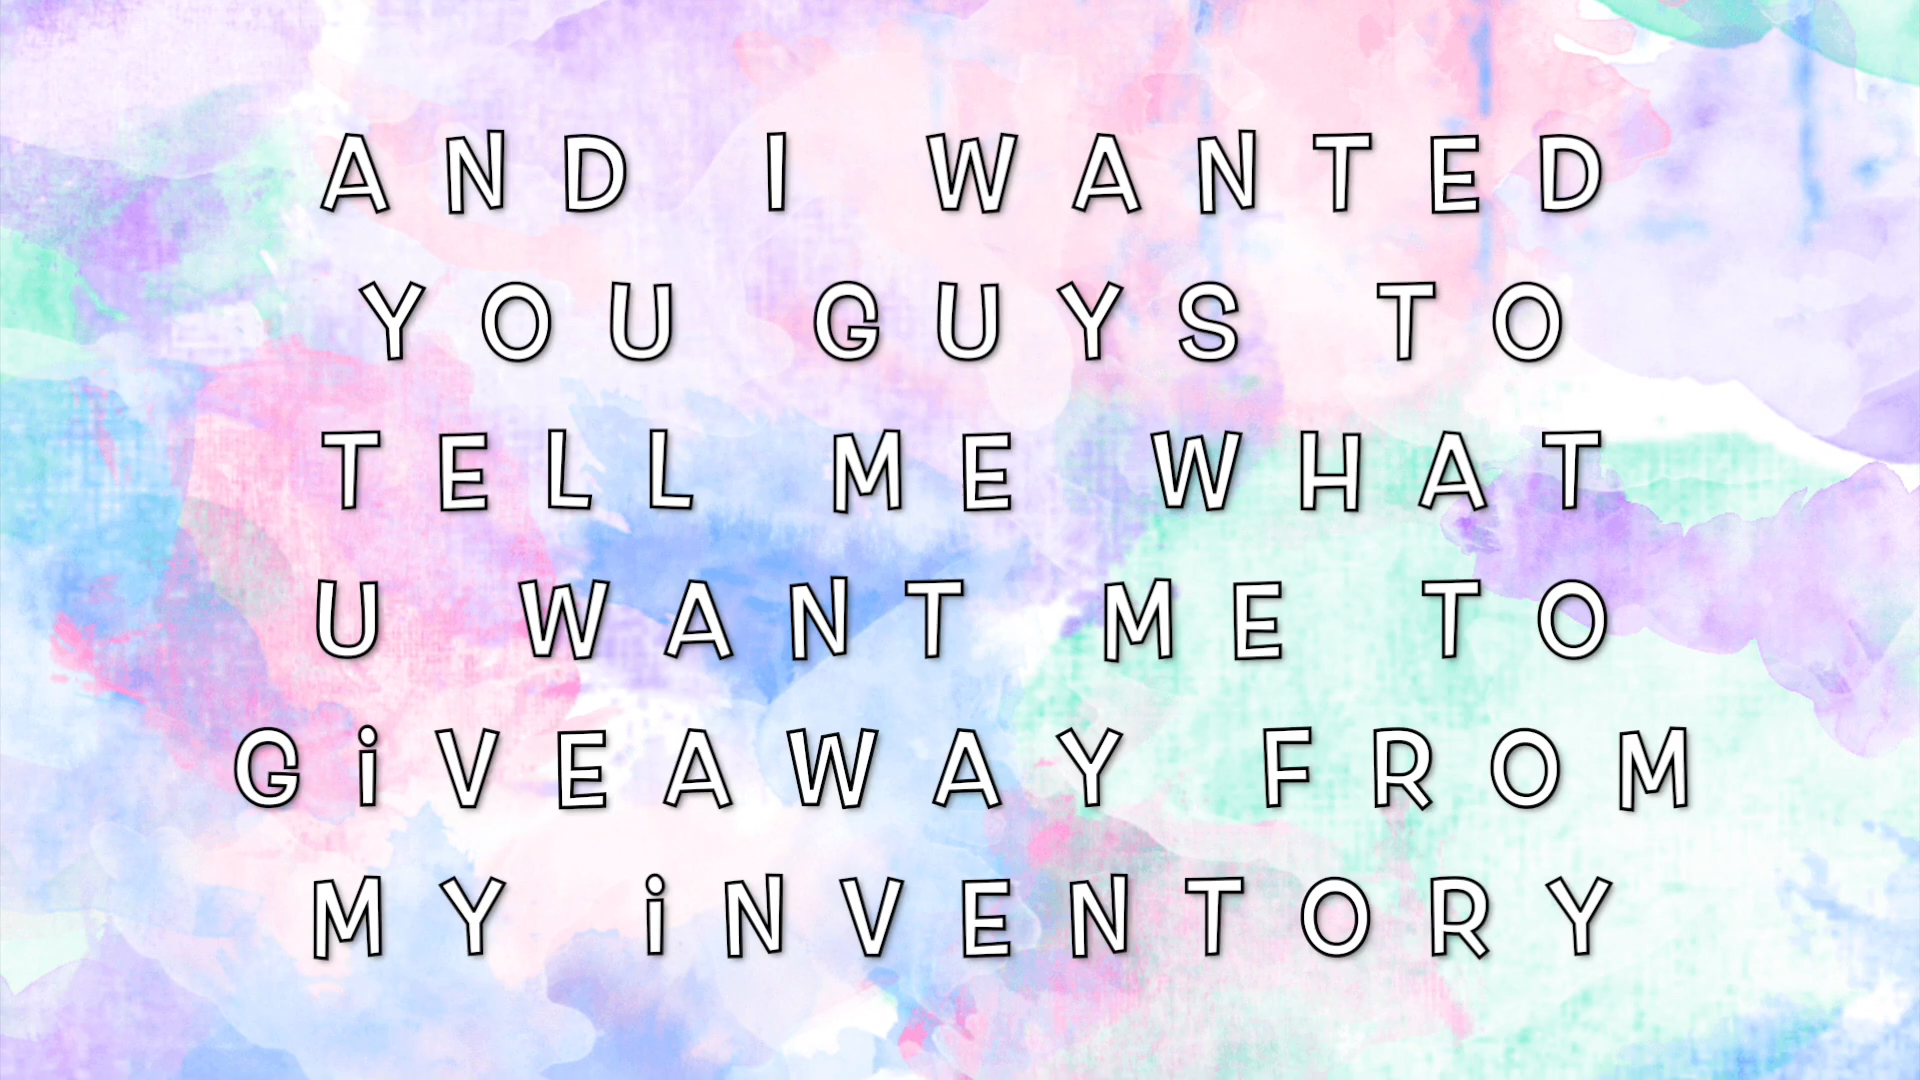 AND I WANTED
YOU GUYS TO
TELL ME WHAT
U WANT ME TO
GiVEAWAY FROM
MY iNVENTORY